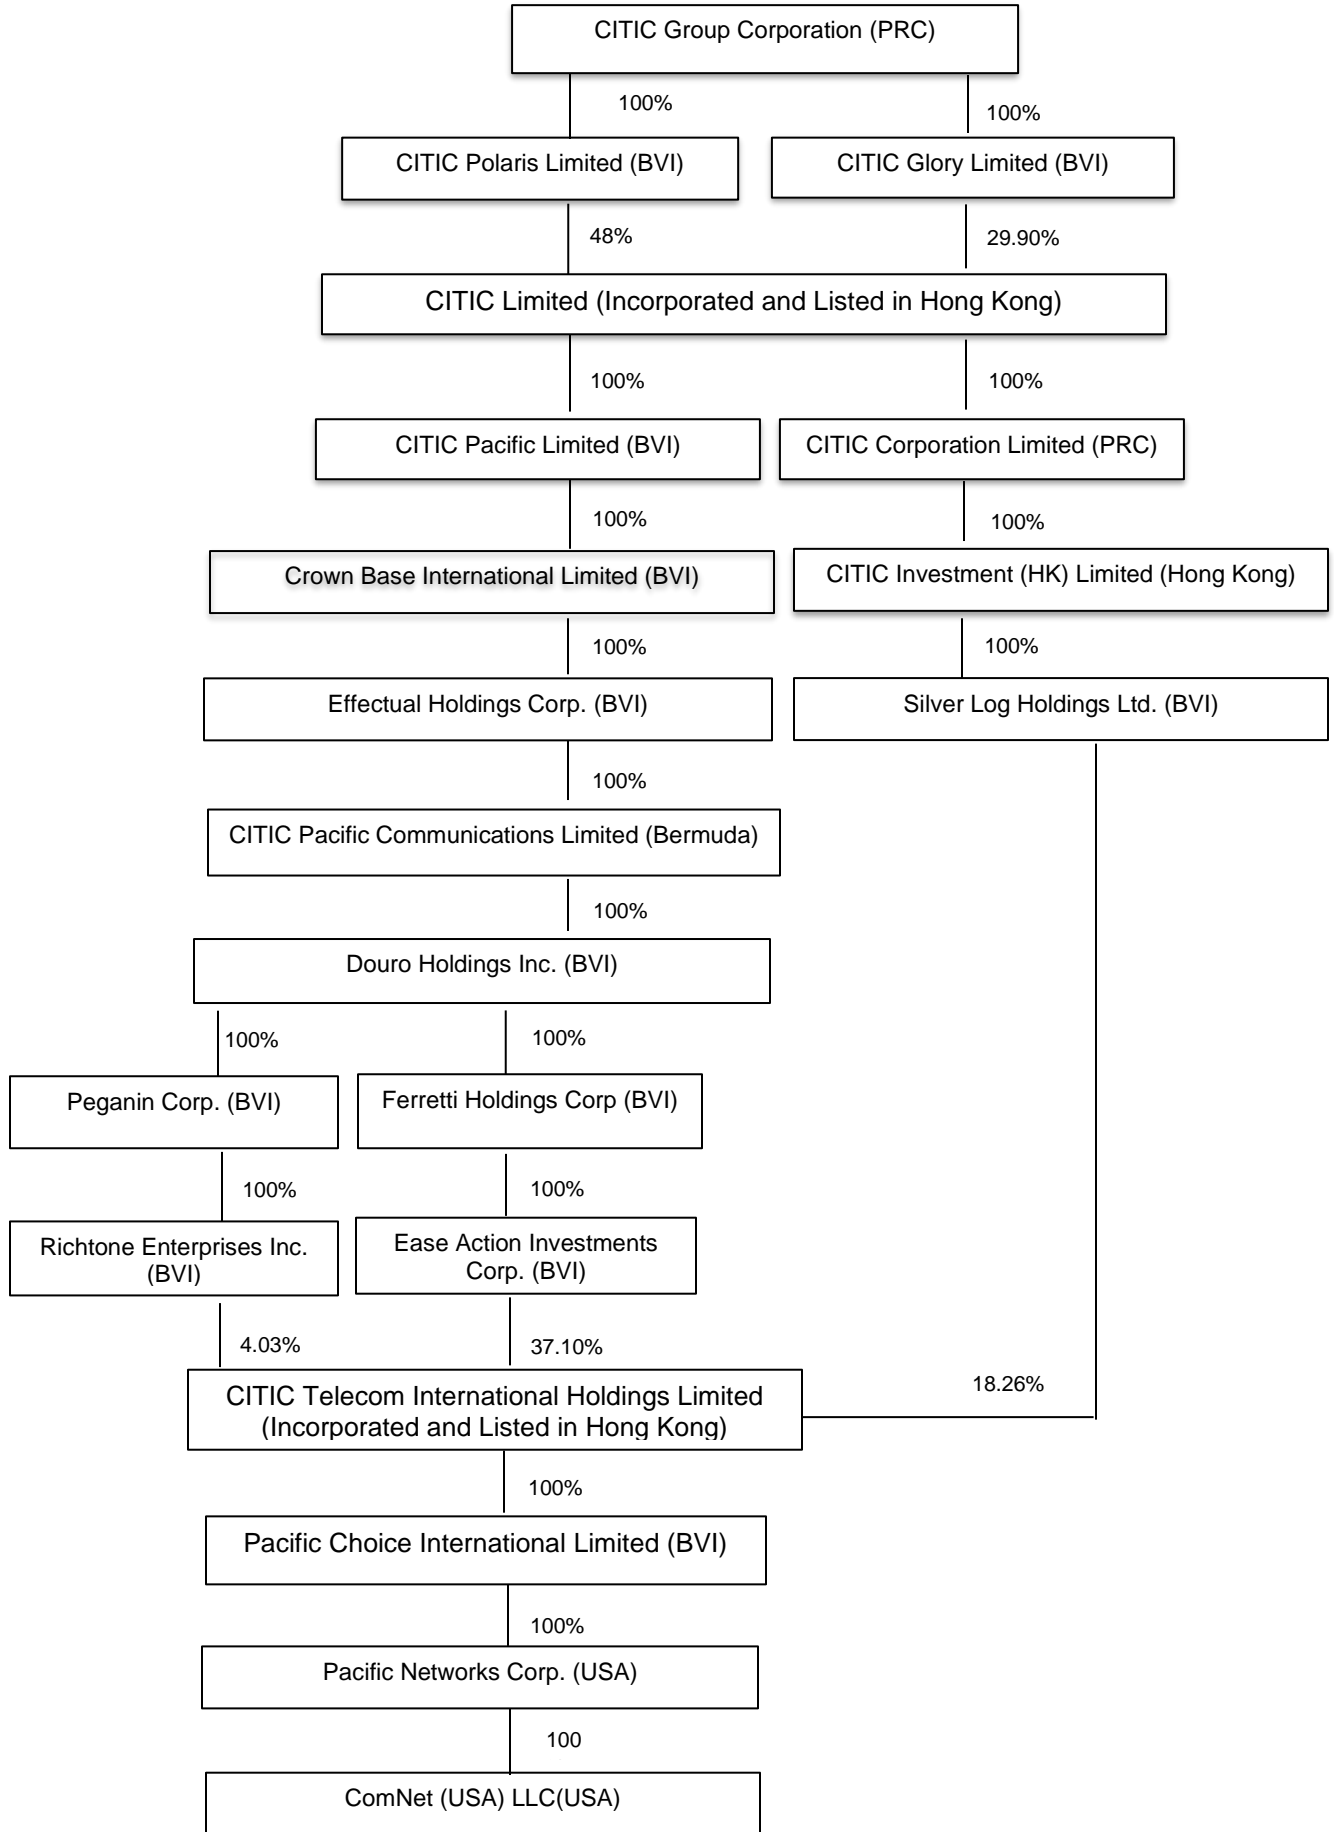 CITIC Group Corporation (PRC)
100%
100%
CITIC Polaris Limited (BVI)
CITIC Glory Limited (BVI)
48%
29.90%
CITIC Limited (Incorporated and Listed in Hong Kong)
100%
100%
CITIC Pacific Limited (BVI)
CITIC Corporation Limited (PRC)
100%
100%
Crown Base International Limited (BVI)
CITIC Investment (HK) Limited (Hong Kong)
100%
100%
Effectual Holdings Corp. (BVI)
Silver Log Holdings Ltd. (BVI)
100%
CITIC Pacific Communications Limited (Bermuda)
100%
Douro Holdings Inc. (BVI)
100%
100%
Peganin Corp. (BVI)
Ferretti Holdings Corp (BVI)
100%
100%
Richtone Enterprises Inc.
(BVI)
Ease Action Investments
Corp. (BVI)
4.03%
37.10%
18.26%
CITIC Telecom International Holdings Limited
(Incorporated and Listed in Hong Kong)
100%
Pacific Choice International Limited (BVI)
100%
Pacific Networks Corp. (USA)
100
ComNet (USA) LLC(USA)